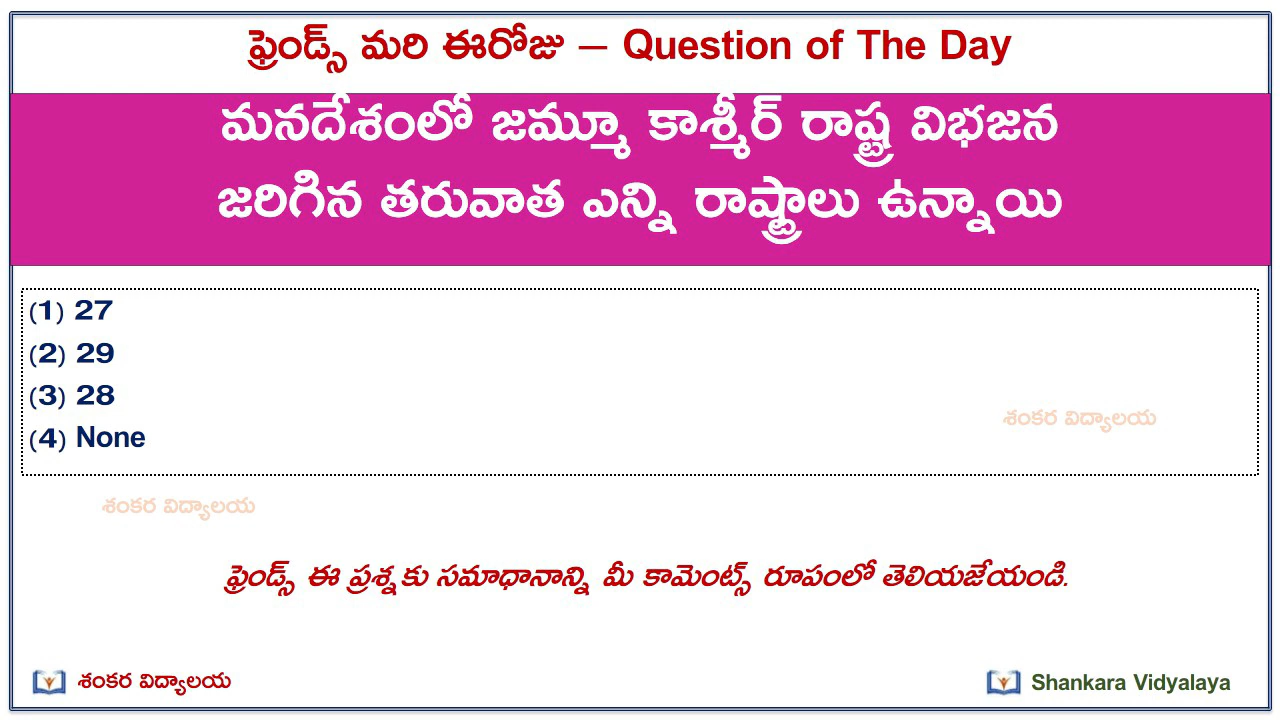 ఫ్రెండ్స్ మరి ఈరోజు – Question of The Day
మనదేశంలో జమ్మూ కాశ్మీర్ రాష్ట్ర విభజన
జరిగిన తరువాత ఎన్ని రాష్ట్రాలు ఉన్నాయి
(1) 27
(2) 29
(3) 28
(4) None
శంకర విద్యాలయ
శంకర విద్యాలయ
ఫ్రెండ్స్ ఈ ప్రశ్నకు సమాధానాన్ని మీ కామెంట్స్ రూపంలో తెలియజేయండి.
శంకర విద్యాలయ
Shankara Vidyalaya